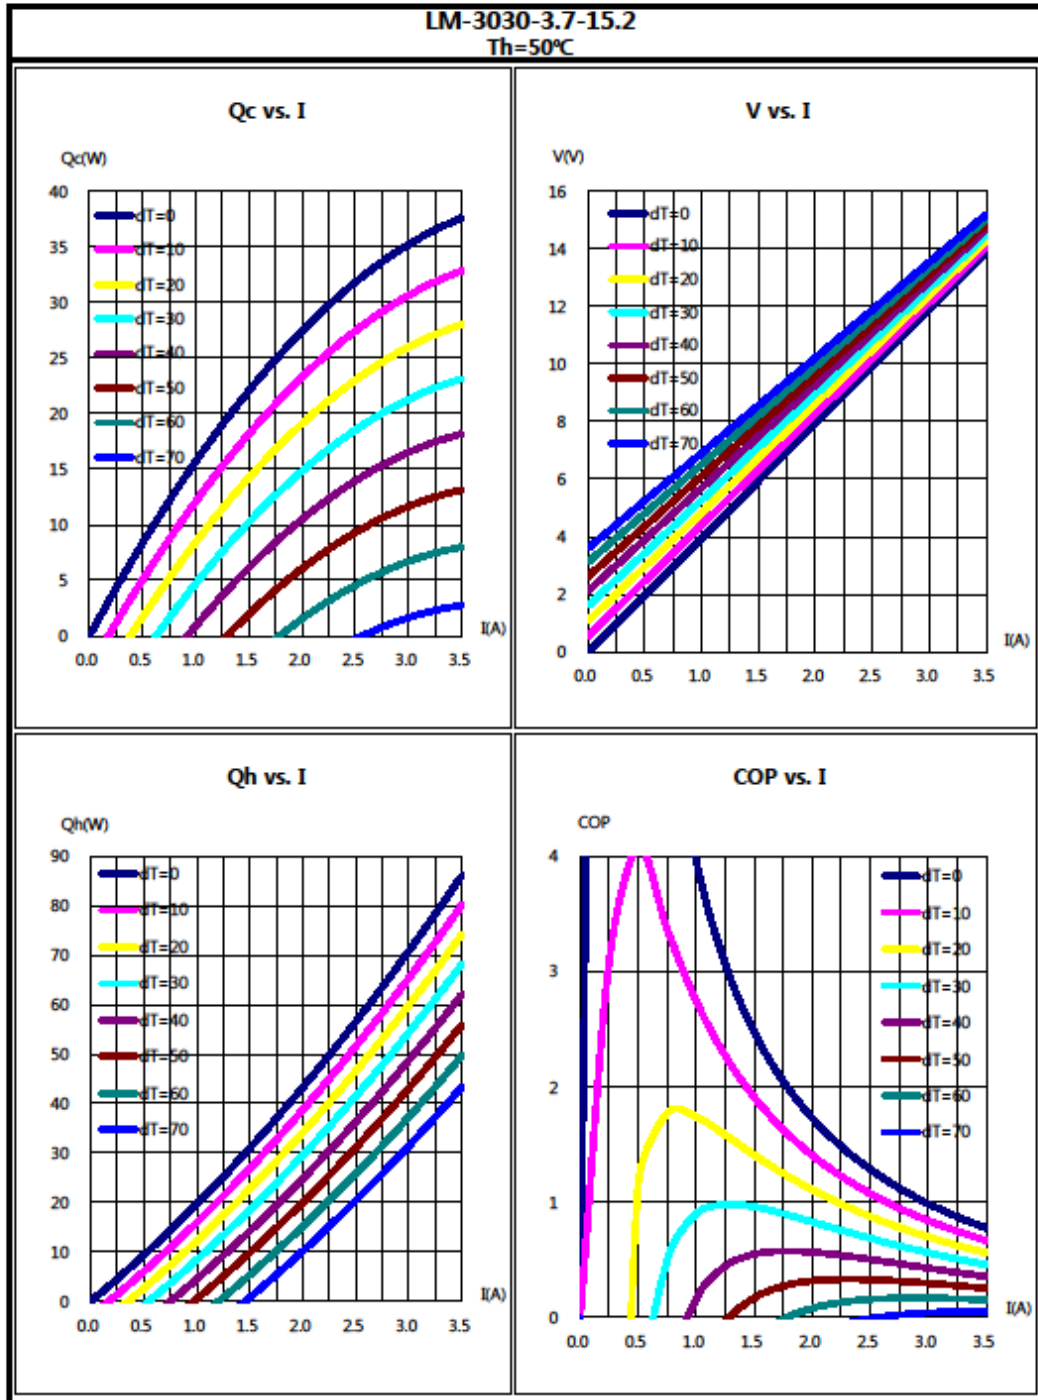 LM-3030-3.7-15.2
Th=50℃
Qc vs. I
Qc(W)
40
35
30
25
20
15
10
5
0
dT=0
dT=10
dT=20
dT=30
dT=40
dT=50
dT=60
dT=70
I(A)
0.0 0.5 1.0 1.5 2.0 2.5 3.0 3.5
V vs. I
V(V)
16
14
12
10
8
6
4
2
0
dT=0
dT=10
dT=20
dT=30
dT=40
dT=50
dT=60
dT=70
I(A)
0.0 0.5 1.0 1.5 2.0 2.5 3.0 3.5
Qh vs. I
Qh(W)
90
80
70
60
50
40
30
20
10
0
dT=0
dT=10
dT=20
dT=30
dT=40
dT=50
dT=60
dT=70
I(A)
0.0 0.5 1.0 1.5 2.0 2.5 3.0 3.5
COP vs. I
COP
4
3
2
1
0
dT=0
dT=10
dT=20
dT=30
dT=40
dT=50
dT=60
dT=70
I(A)
0.0 0.5 1.0 1.5 2.0 2.5 3.0 3.5